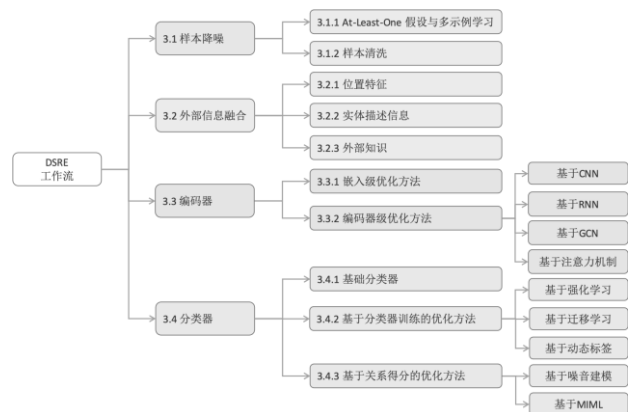 DSRE
工作流
3.1 样本降噪
3.1.1 At-Least-One 假设与多示例学习
3.1.2 样本清洗
3.2 外部信息融合
3.2.1 位置特征
3.2.2 实体描述信息
3.2.3 外部知识
3.3 编码器
3.3.1 嵌入级优化方法
3.3.2 编码器级优化方法
基于CNN
基于RNN
基于GCN
基于注意力机制
3.4 分类器
3.4.1 基础分类器
3.4.2 基于分类器训练的优化方法
基于强化学习
基于迁移学习
基于动态标签
3.4.3 基于关系得分的优化方法
基于噪音建模
基于MIML